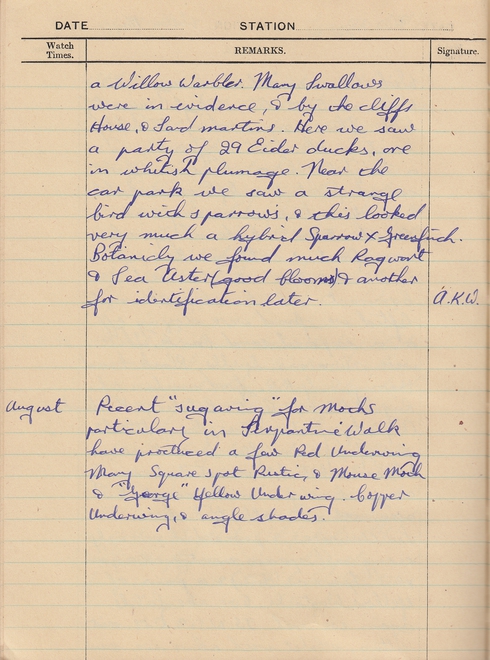 DATE STATION
Watch Times. REMARKS. Signature.
a Willow Warbler. Many Swallows
were in evidence, & by the cliffs
House, & Sand martins. Here we saw
a party of 29 Eider ducks, one
in whitish plumage. Near the
car park we saw a strange
bird with sparrows, & this looked
very much a hybrid Sparrow X Greenfinch.
Botanicly we found much Ragwort
& Sea Aster (good blooms) & another
for identification later. A.K.W.
August Recent "sugaring" for moths
particulary in Serpantine Walk
have produced a few Red Underwing
Many Square spot Rustic, & Mouse Moth
& Yellow Underwing. Copper
Underwing, & angle shades.